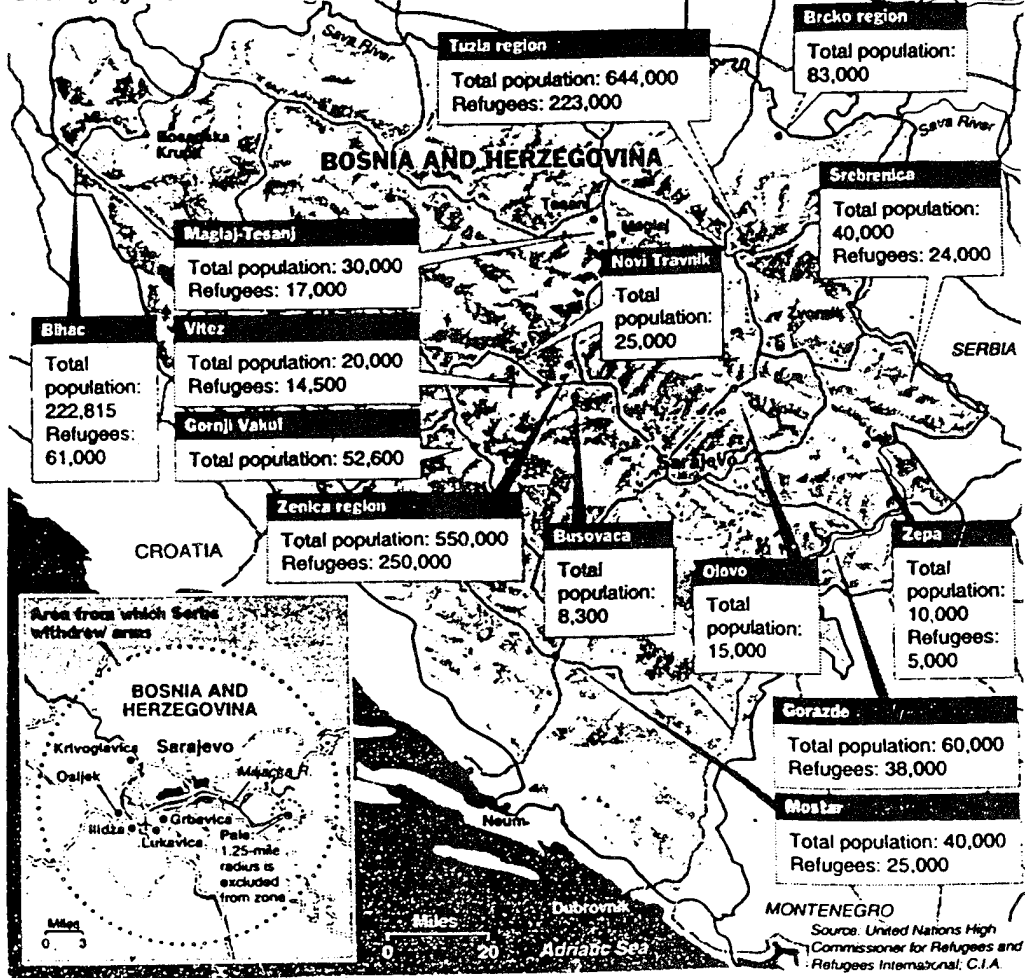 Brcko region
Total population:
83,000
Sava River
Tuzla region
Total population: 644,000
Refugees: 223,000
Sava River
Bosanska
Krupa
BOSNIA AND HERZEGOVINA
Srebrenica
Total population:
40,000
Refugees: 24,000
Tesanj
Maglaj
Maglaj-Tesanj
Total population: 30,000
Refugees: 17,000
Novi Travnik
Total
population:
25,000
Zvornik
SERBIA
Bihac
Total
population:
222,815
Refugees:
61,000
Vitez
Total population: 20,000
Refugees: 14,500
Gornji Vakuf
Total population: 52,600
Sarajevo
Zenica region
Total population: 550,000
Refugees: 250,000
CROATIA
Busovaca
Total
population:
8,300
Olovo
Total
population:
15,000
Zepa
Total
population:
10,000
Refugees:
5,000
Area from which Serbs
withdrew arms
BOSNIA AND
HERZEGOVINA
Krivoglavica
Sarajevo
Osijek
Miljacka R.
Ilidza
Grbavica
Lukavica
Pale:
1.25-mile
radius is
excluded
from zone
Miles
0 3
Gorazde
Total population: 60,000
Refugees: 38,000
Mostar
Total population: 40,000
Refugees: 25,000
Neum
Dubrovnik
Miles
0 20
Adriatic Sea
MONTENEGRO
Source: United Nations High
Commissioner for Refugees and
Refugees International; C.I.A.